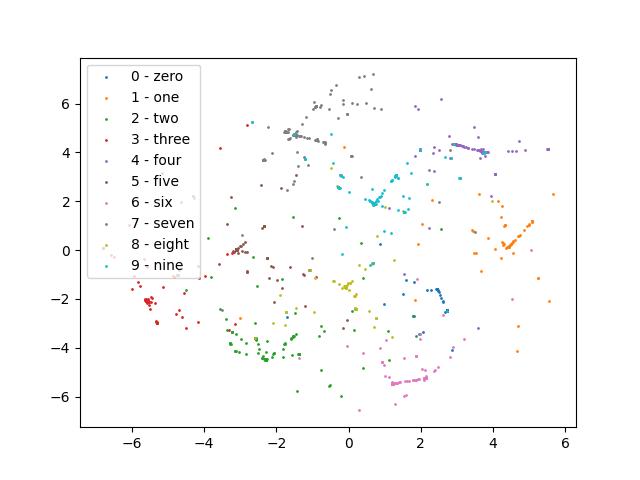 0 - zero
1 - one
2 - two
3 - three
4 - four
5 - five
6 - six
7 - seven
8 - eight
9 - nine
6
4
2
0
−2
−4
−6
−6 −4 −2 0 2 4 6